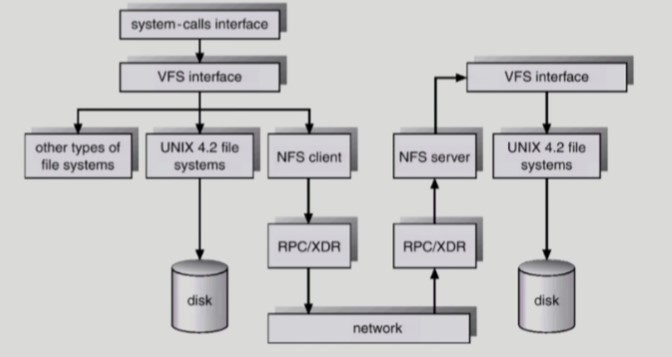 system-calls interface
VFS interface
VFS interface
other types of
file systems
UNIX 4.2 file
systems
NFS client
NFS server
UNIX 4.2 file
systems
RPC/XDR
RPC/XDR
disk
disk
network